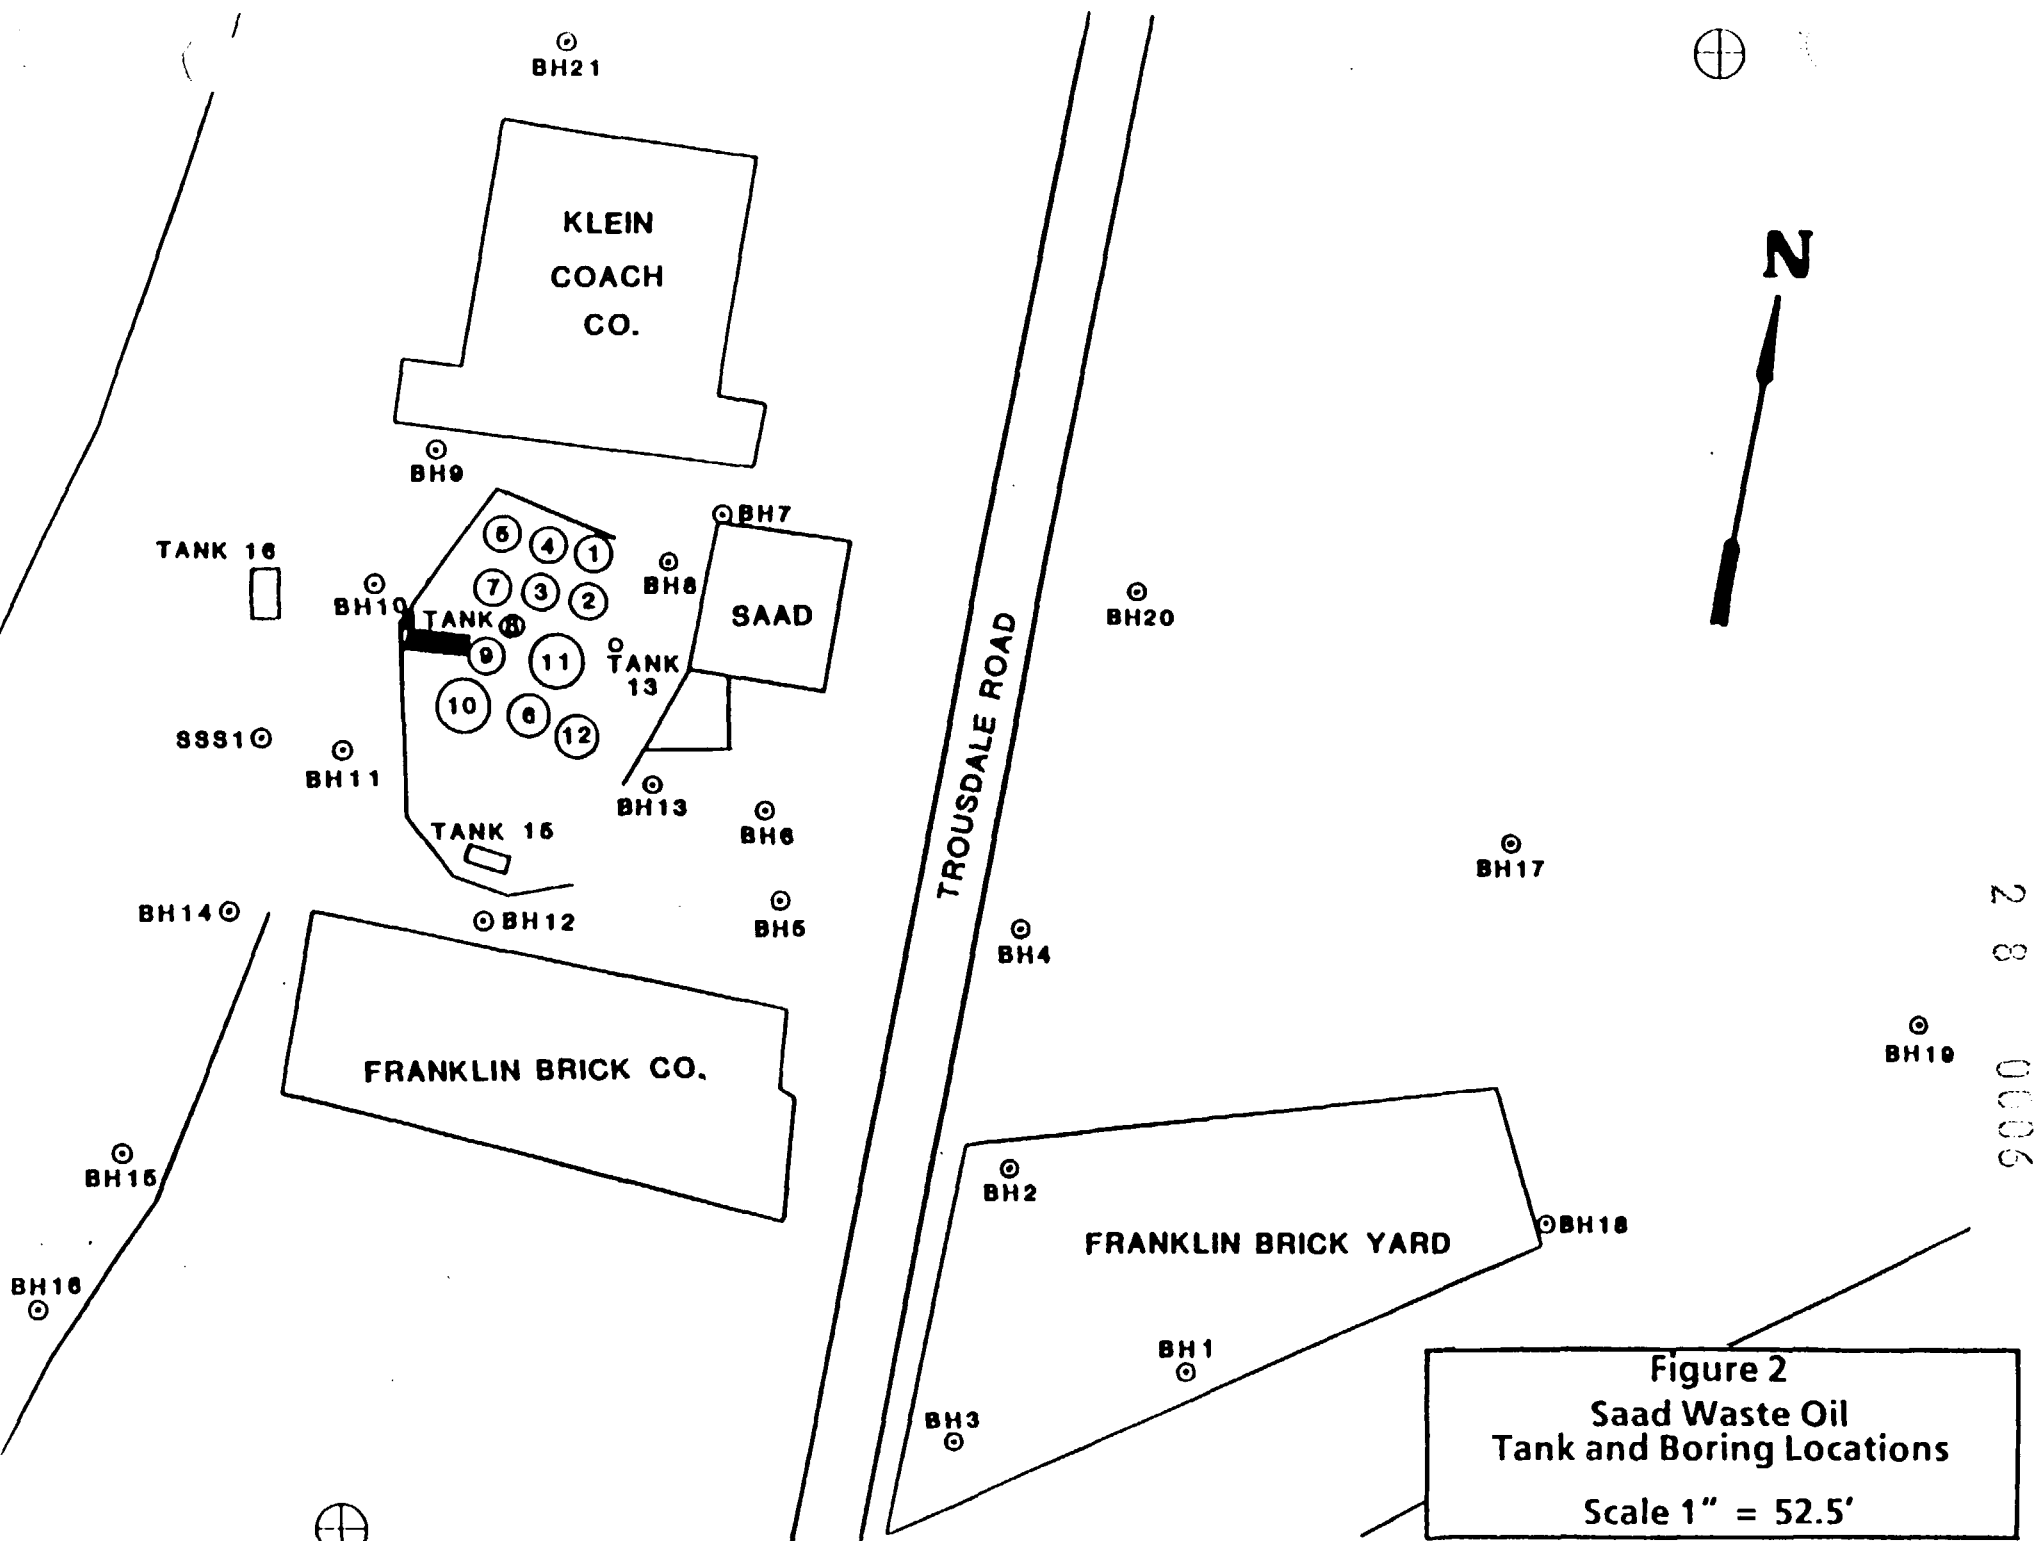 BH21
N
KLEIN
COACH
CO.
BH9
BH7
TANK 16
5
4
1
BH8
BH10
7
3
2
SAAD
BH20
TANK 8
9
11
TANK
13
10
6
12
TROUSDALE ROAD
SSS1
BH11
BH13
BH6
TANK 15
BH17
BH14
BH12
BH5
BH4
28 0006
BH19
FRANKLIN BRICK CO.
BH15
BH2
FRANKLIN BRICK YARD
BH18
BH16
BH1
BH3
Figure 2
Saad Waste Oil
Tank and Boring Locations
Scale 1" = 52.5'